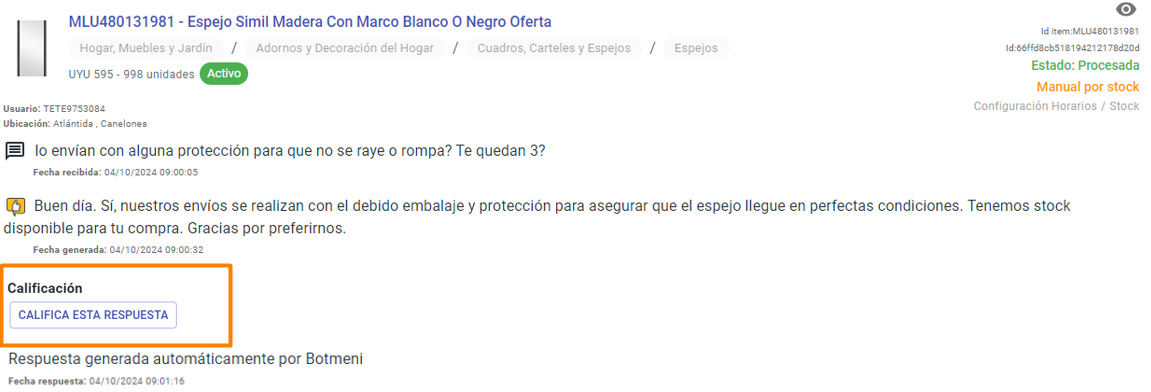 MLU480131981 - Espejo Simil Madera Con Marco Blanco O Negro Oferta
Hogar, Muebles y Jardín / Adornos y Decoración del Hogar / Cuadros, Carteles y Espejos / Espejos
UYU 595 - 998 unidades Activo
Id item:MLU480131981
Id:66ffd8cb518194212178d20d
Estado: Procesada
Manual por stock
Configuración Horarios / Stock
Usuario: TETE9753084
Ubicación: Atlántida , Canelones
lo envían con alguna protección para que no se raye o rompa? Te quedan 3?
Fecha recibida: 04/10/2024 09:00:05
Buen día. Sí, nuestros envíos se realizan con el debido embalaje y protección para asegurar que el espejo llegue en perfectas condiciones. Tenemos stock
disponible para tu compra. Gracias por preferirnos.
Fecha generada: 04/10/2024 09:00:32
Calificación
CALIFICA ESTA RESPUESTA
Respuesta generada automáticamente por Botmeni
Fecha respuesta: 04/10/2024 09:01:16